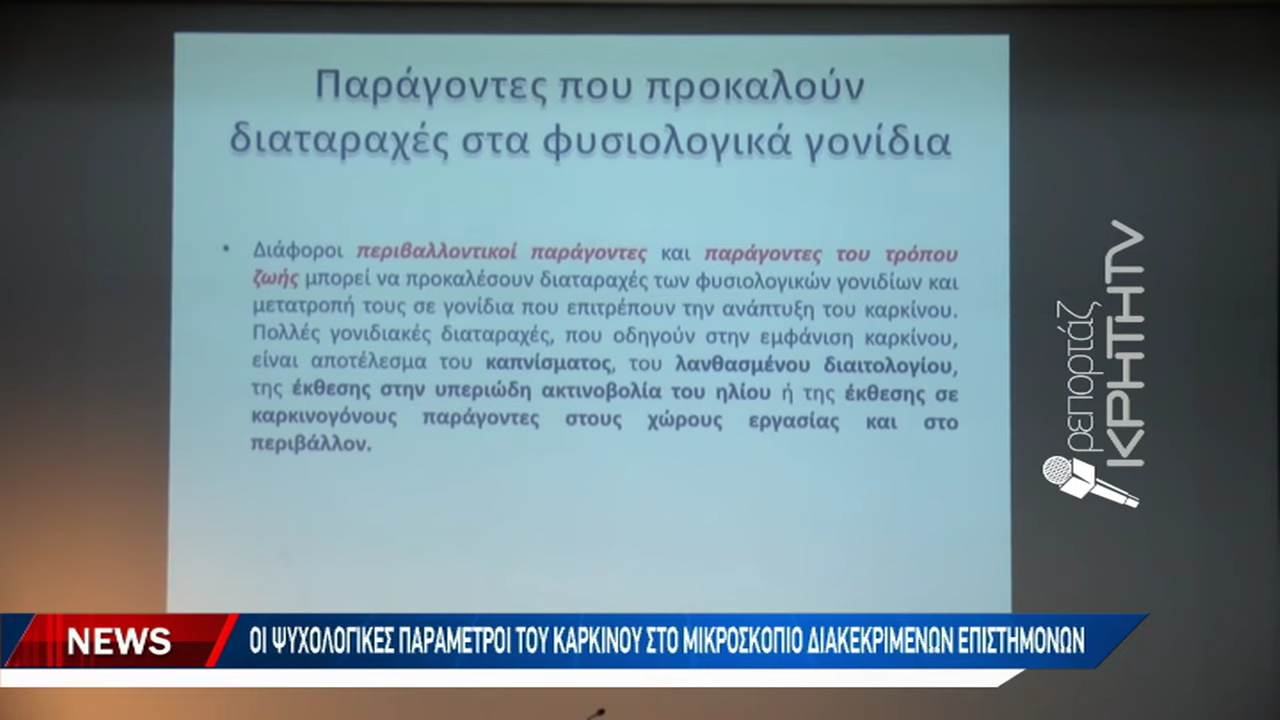 Παράγοντες που προκαλούν
διαταραχές στα φυσιολογικά γονίδια
• Διάφοροι περιβαλλοντικοί παράγοντες και παράγοντες του τρόπου
ζωής μπορεί να προκαλέσουν διαταραχές των φυσιολογικών γονιδίων και
μετατροπή τους σε γονίδια που επιτρέπουν την ανάπτυξη του καρκίνου.
Πολλές γονιδιακές διαταραχές, που οδηγούν στην εμφάνιση καρκίνου,
είναι αποτέλεσμα του καπνίσματος, του λανθασμένου διαιτολογίου,
της έκθεσης στην υπεριώδη ακτινοβολία του ηλίου ή της έκθεσης σε
καρκινογόνους παράγοντες στους χώρους εργασίας και στο
περιβάλλον.
ρεπορτάζ
ΚΡΗΤΗTV
NEWS
ΟΙ ΨΥΧΟΛΟΓΙΚΕΣ ΠΑΡΑΜΕΤΡΟΙ ΤΟΥ ΚΑΡΚΙΝΟΥ ΣΤΟ ΜΙΚΡΟΣΚΟΠΙΟ ΔΙΑΚΕΚΡΙΜΕΝΩΝ ΕΠΙΣΤΗΜΟΝΩΝ